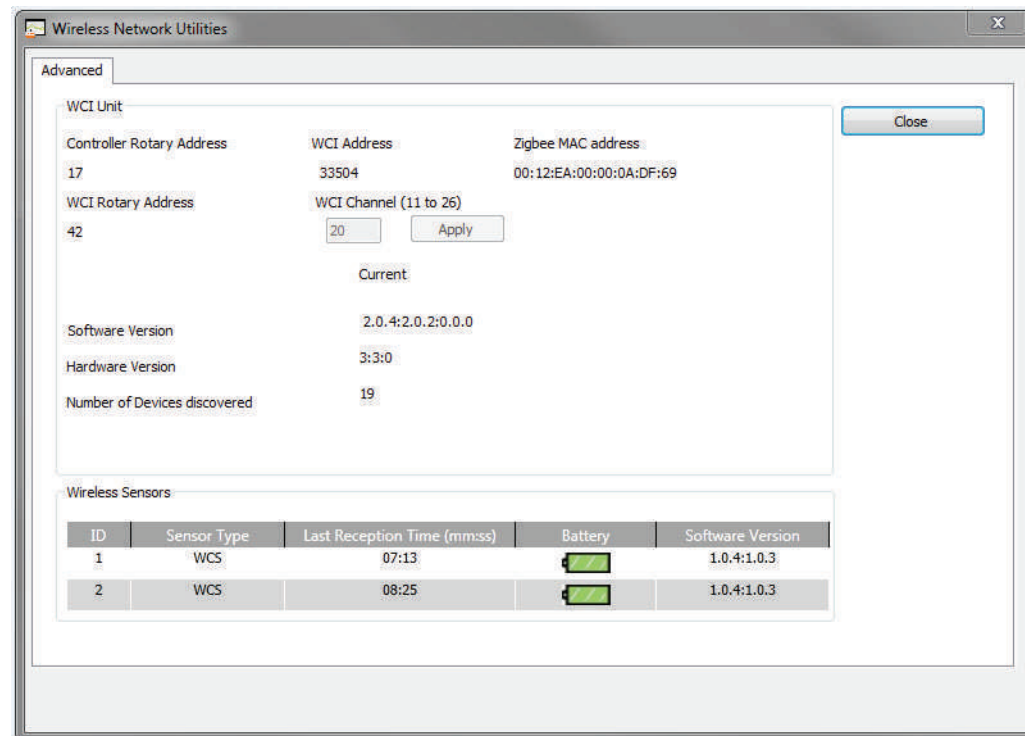 Wireless Network Utilities
X
Advanced
WCI Unit
Close
Controller Rotary Address WCI Address Zigbee MAC address
17 33504 00:12:EA:00:00:0A:DF:69
WCI Rotary Address WCI Channel (11 to 26)
42 20 Apply
Current
Software Version 2.0.4:2.0.2:0.0.0
Hardware Version 3:3:0
Number of Devices discovered 19
Wireless Sensors
ID Sensor Type Last Reception Time (mm:ss) Battery Software Version
1 WCS 07:13 1.0.4:1.0.3
2 WCS 08:25 1.0.4:1.0.3